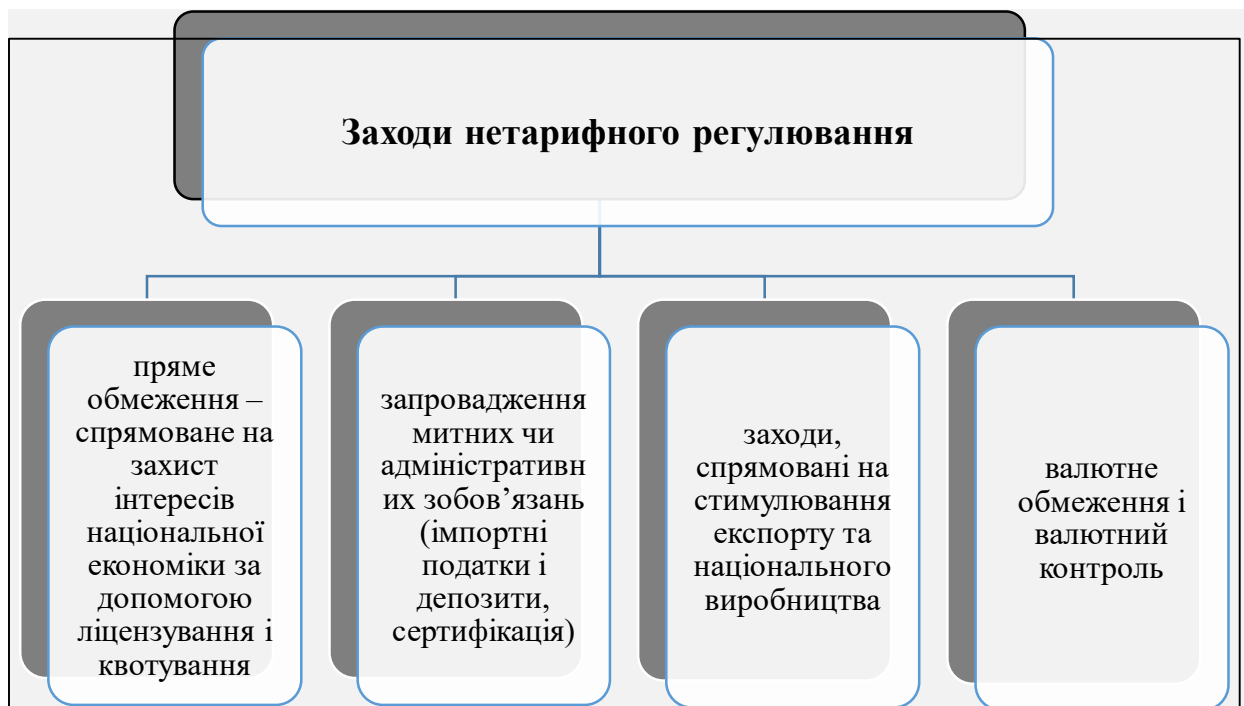 Заходи нетарифного регулювання
пряме
обмеження –
спрямоване на
захист
інтересів
національної
економіки за
допомогою
ліцензування і
квотування
запровадження
митних чи
адміністративн
их зобов’язань
(імпортні
податки і
депозити,
сертифікація)
заходи,
спрямовані на
стимулювання
експорту та
національного
виробництва
валютне
обмеження і
валютний
контроль